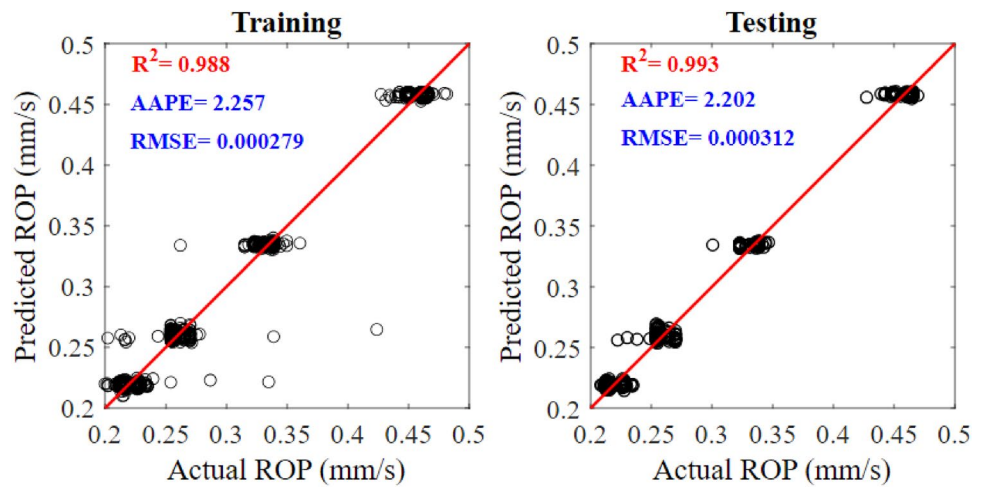 Training
R²= 0.988
AAPE= 2.257
RMSE= 0.000279
Predicted ROP (mm/s)
0.5
0.45
0.4
0.35
0.3
0.25
0.2
0.2 0.25 0.3 0.35 0.4 0.45 0.5
Actual ROP (mm/s)
Testing
R²= 0.993
AAPE= 2.202
RMSE= 0.000312
Predicted ROP (mm/s)
0.5
0.45
0.4
0.35
0.3
0.25
0.2
0.2 0.25 0.3 0.35 0.4 0.45 0.5
Actual ROP (mm/s)